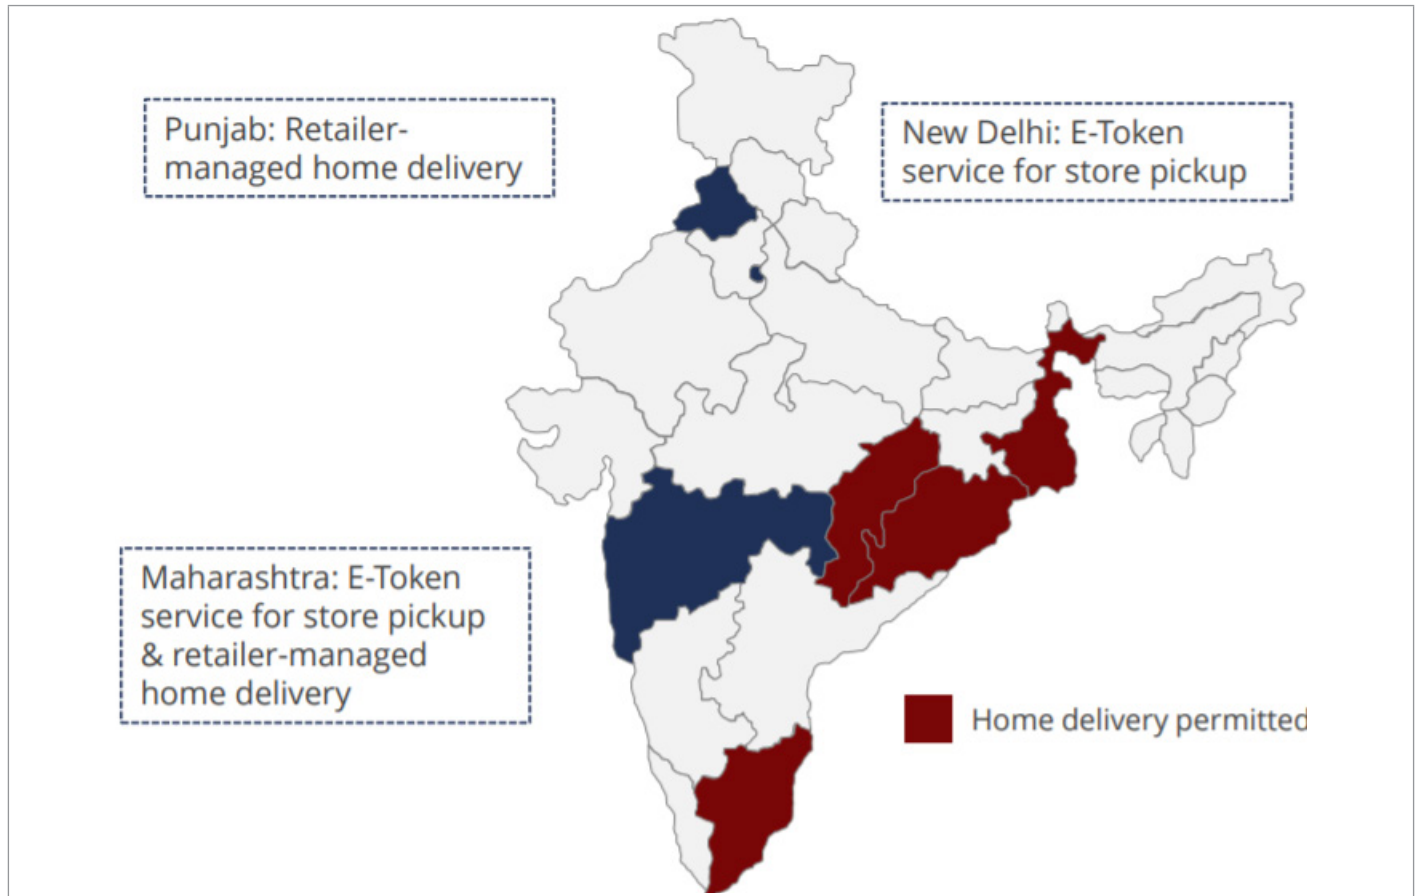 Punjab: Retailer-
managed home delivery
New Delhi: E-Token
service for store pickup
Maharashtra: E-Token
service for store pickup
& retailer-managed
home delivery
Home delivery permitted